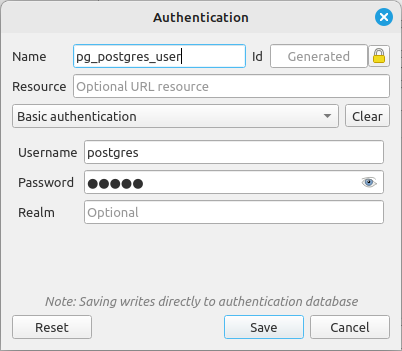 Authentication
Name pg_postgres_user Id Generated
Resource Optional URL resource
Basic authentication Clear
Username postgres
Password ●●●●●
Realm Optional
Note: Saving writes directly to authentication database
Reset Save Cancel